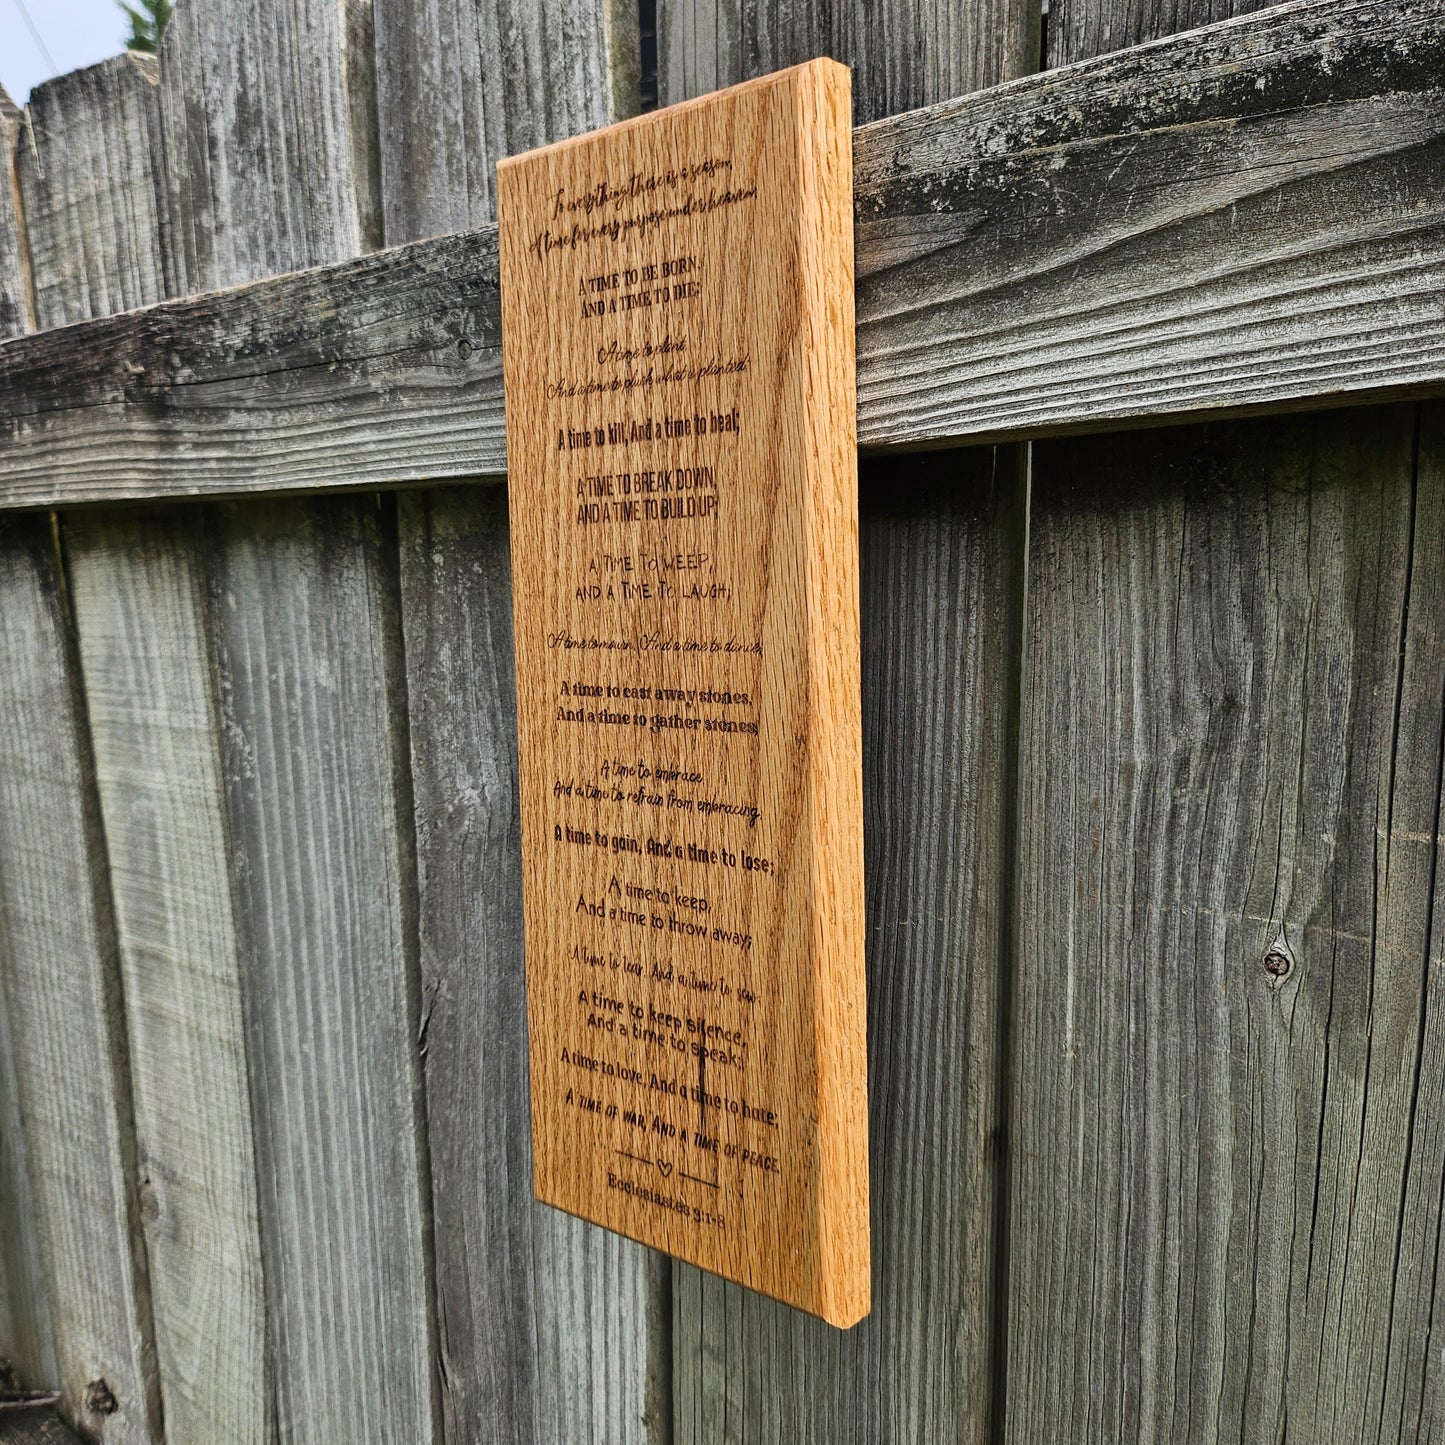 To everything there is a season,
A time for every purpose under heaven:
A TIME TO BE BORN,
AND A TIME TO DIE;
A time to plant,
And a time to pluck what is planted;
A time to kill, And a time to heal;
A TIME TO BREAK DOWN,
AND A TIME TO BUILD UP;
A TIME TO WEEP,
AND A TIME TO LAUGH;
A time to mourn, And a time to dance;
A time to cast away stones,
And a time to gather stones;
A time to embrace,
And a time to refrain from embracing;
A time to gain, And a time to lose;
A time to keep,
And a time to throw away;
A time to tear, And a time to sew;
A time to keep silence,
And a time to speak;
A time to love, And a time to hate;
A TIME OF WAR, AND A TIME OF PEACE.
Ecclesiastes 3:1-8